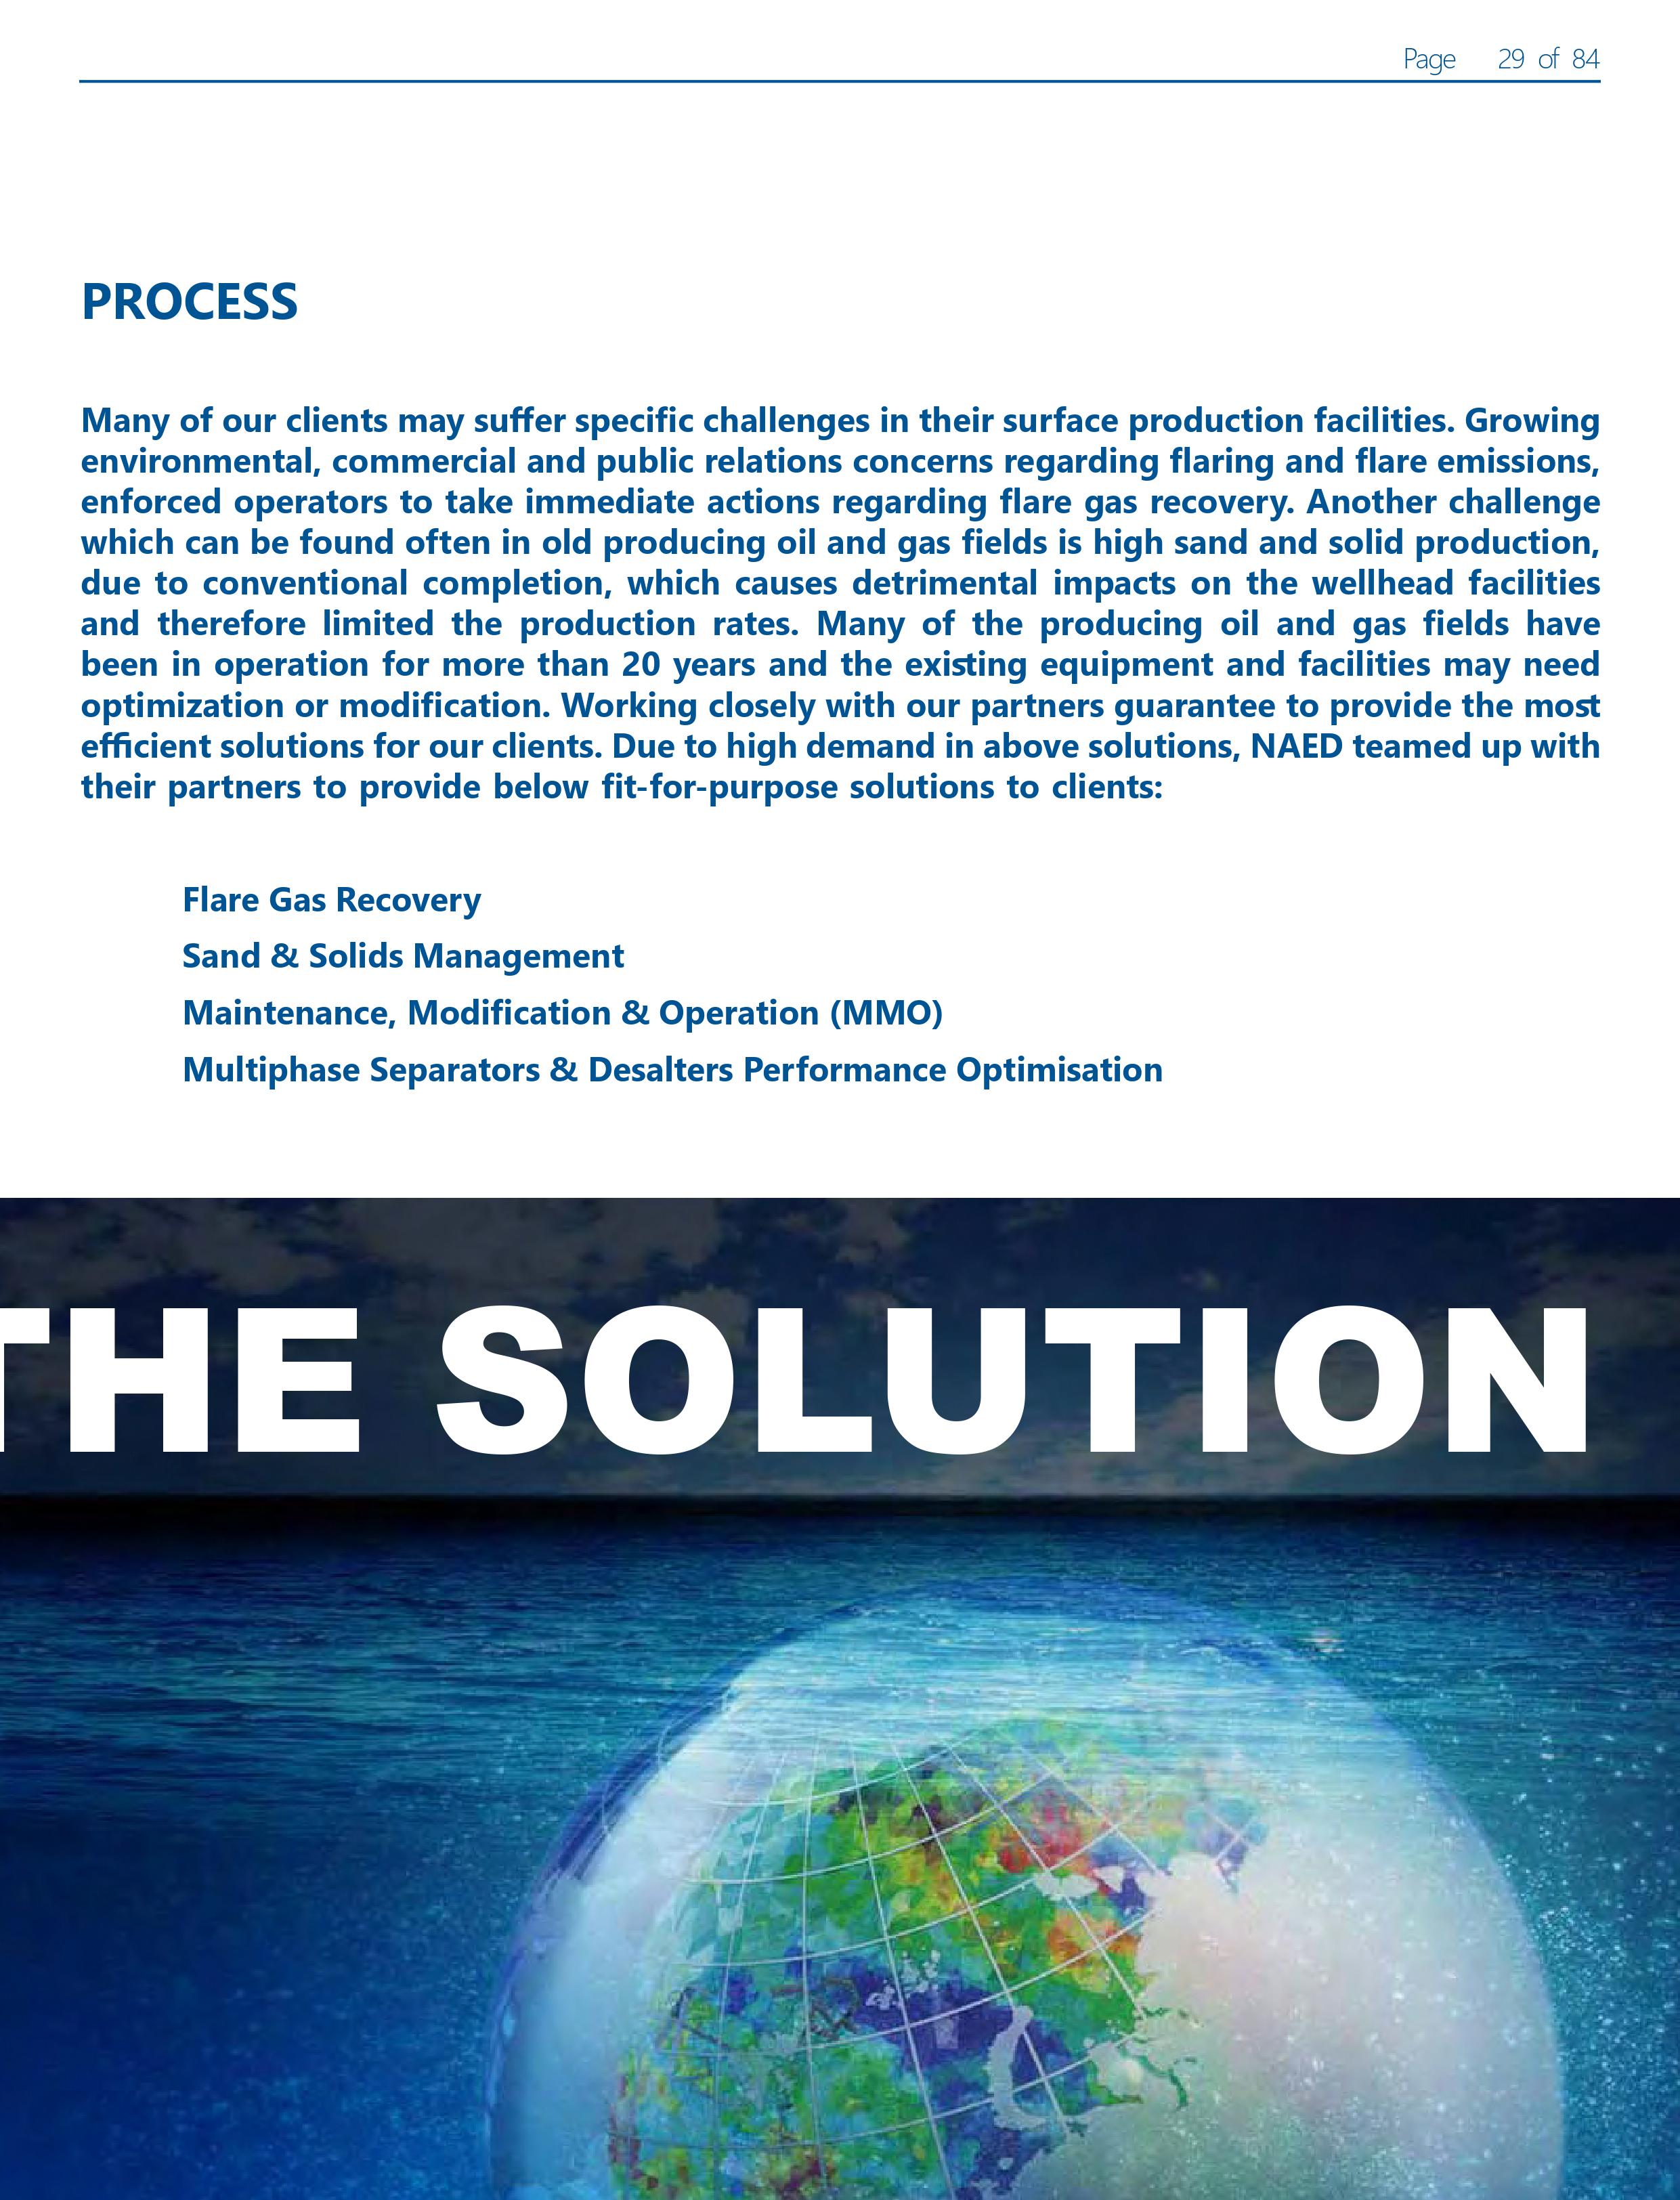 Page 29 of 84
PROCESS
Many of our clients may suffer specific challenges in their surface production facilities. Growing
environmental, commercial and public relations concerns regarding flaring and flare emissions,
enforced operators to take immediate actions regarding flare gas recovery. Another challenge
which can be found often in old producing oil and gas fields is high sand and solid production,
due to conventional completion, which causes detrimental impacts on the wellhead facilities
and therefore limited the production rates. Many of the producing oil and gas fields have
been in operation for more than 20 years and the existing equipment and facilities may need
optimization or modification. Working closely with our partners guarantee to provide the most
efficient solutions for our clients. Due to high demand in above solutions, NAED teamed up with
their partners to provide below fit-for-purpose solutions to clients:
Flare Gas Recovery
Sand & Solids Management
Maintenance, Modification & Operation (MMO)
Multiphase Separators & Desalters Performance Optimisation
THE SOLUTION